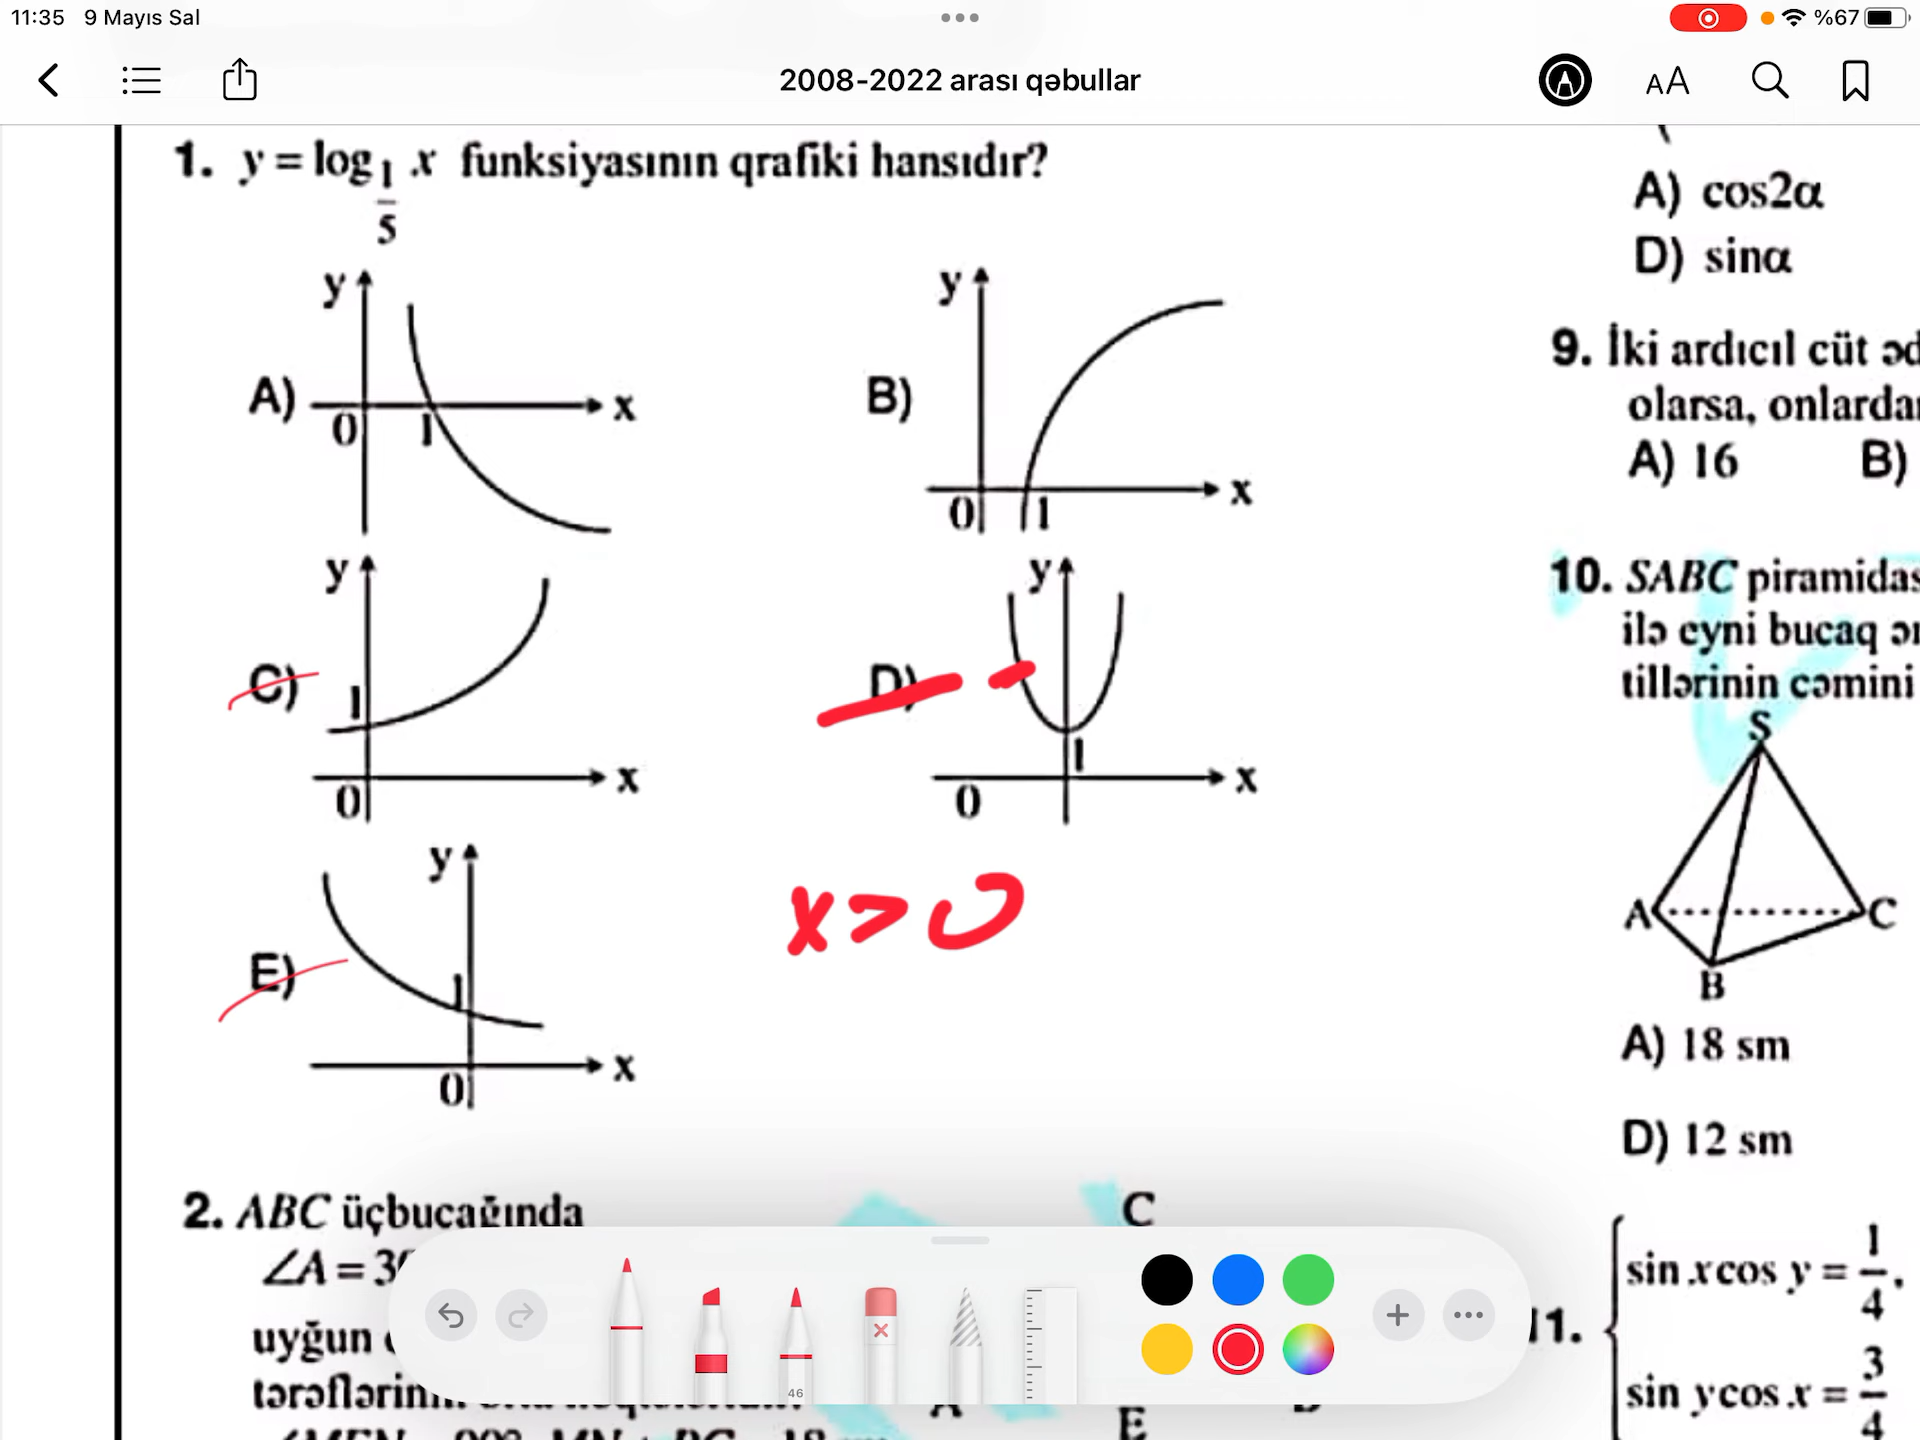 11:35 9 Mayıs Sal
%67
2008-2022 arası qəbullar
AA
1. y = log 1/5 x funksiyasının qrafiki hansıdır?
A) y 0 1 x
B) y 0 1 x
C) y 1 0 x
D) y 1 0 x
E) y 1 0 x
x>0
2. ABC üçbucağında
∠A = 3
uyğun
C
A
E
46
A) cos2α
D) sinα
9. İki ardıcıl cüt əd
olarsa, onlardan
A) 16 B)
10. SABC piramidas
ilə eyni bucaq
tillərinin cəmini
S
A C
B
A) 18 sm
D) 12 sm
11. sin x cos y = 1/4,
sin y cos x = 3/4